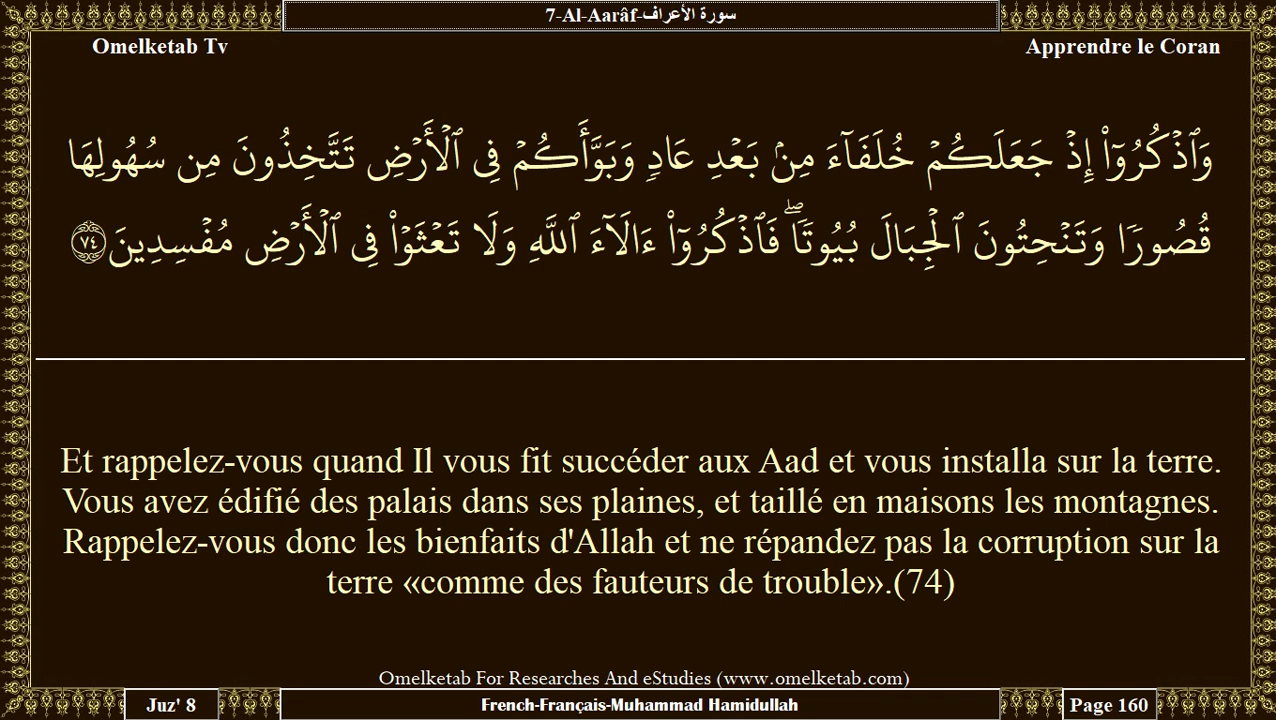 7-Al-Aarâf-سورة الأعراف
Omelketab Tv
Apprendre le Coran
وَٱذۡكُرُوٓاْ إِذۡ جَعَلَكُمۡ خُلَفَآءَ مِنۢ بَعۡدِ عَادٖ وَبَوَّأَكُمۡ فِي ٱلۡأَرۡضِ تَتَّخِذُونَ مِن سُهُولِهَا
قُصُورٗا وَتَنۡحِتُونَ ٱلۡجِبَالَ بُيُوتٗاۖ فَٱذۡكُرُوٓاْ ءَالَآءَ ٱللَّهِ وَلَا تَعۡثَوۡاْ فِي ٱلۡأَرۡضِ مُفۡسِدِينَ ٧٤
Et rappelez-vous quand Il vous fit succéder aux Aad et vous installa sur la terre.
Vous avez édifié des palais dans ses plaines, et taillé en maisons les montagnes.
Rappelez-vous donc les bienfaits d'Allah et ne répandez pas la corruption sur la
terre «comme des fauteurs de trouble».(74)
Omelketab For Researches And eStudies (www.omelketab.com)
Juz' 8
French-Français-Muhammad Hamidullah
Page 160